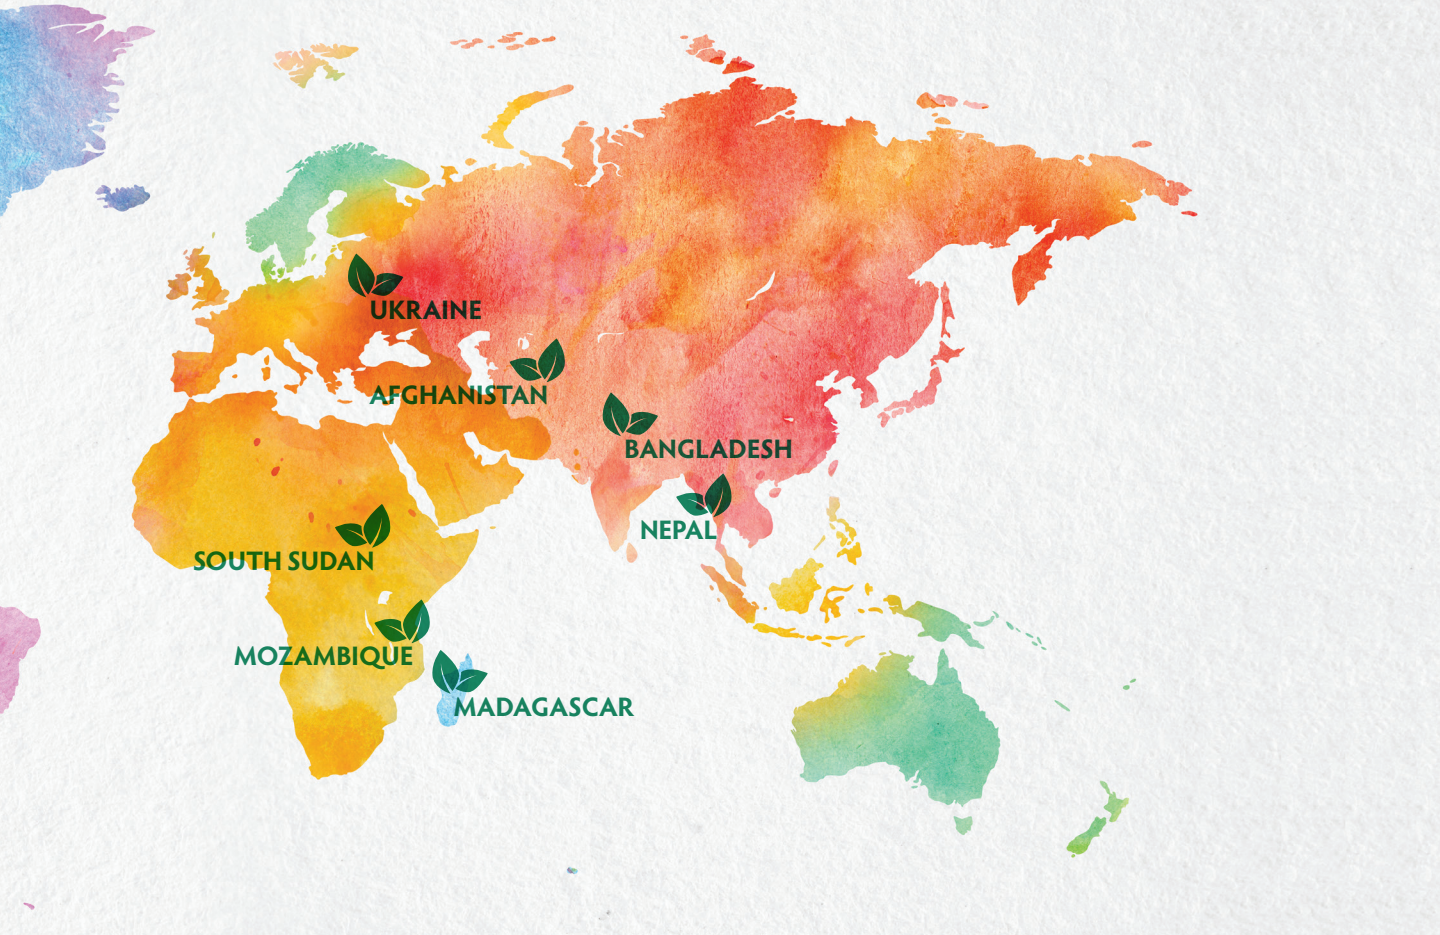 UKRAINE
AFGHANISTAN
BANGLADESH
NEPAL
SOUTH SUDAN
MOZAMBIQUE
MADAGASCAR